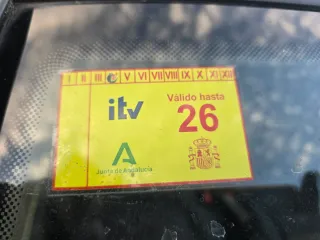 I II III IV V VI VII VIII IX X XI XII
itv
Válido hasta
26
Junta de Andalucía